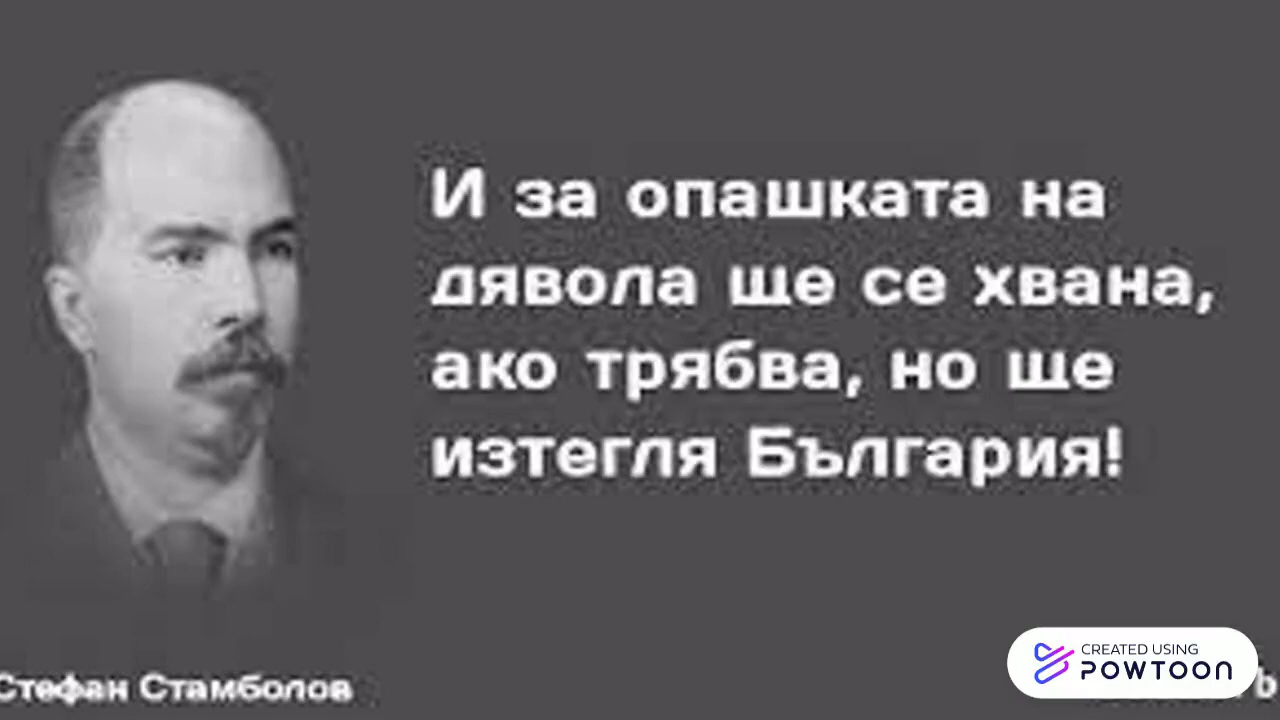 И за опашката на
дявола ще се хвана,
ако трябва, но ще
изтегля България!
Стефан Стамболов
CREATED USING
POWTOON